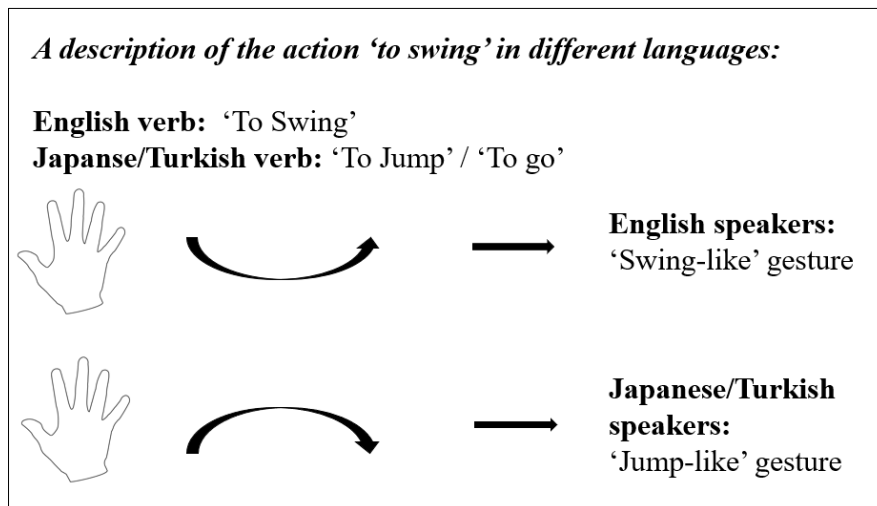 A description of the action ‘to swing’ in different languages:
English verb: ‘To Swing’
Japanse/Turkish verb: ‘To Jump’ / ‘To go’
English speakers:
‘Swing-like’ gesture
Japanese/Turkish
speakers:
‘Jump-like’ gesture